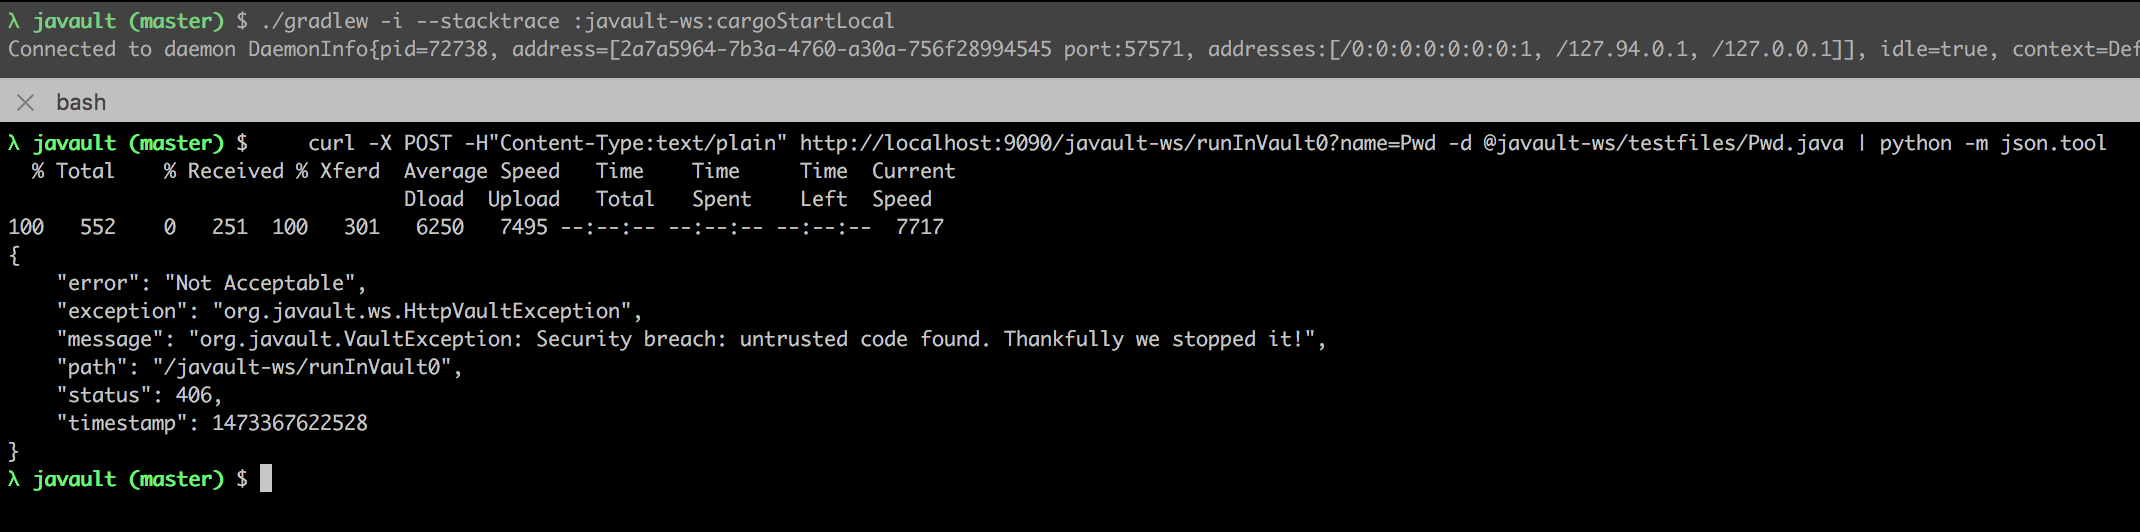 λ javault (master) $ ./gradlew -i --stacktrace :javault-ws:cargoStartLocal
Connected to daemon DaemonInfo{pid=72738, address=[2a7a5964-7b3a-4760-a30a-756f28994545 port:57571, addresses:[/0:0:0:0:0:0:0:1, /127.94.0.1, /127.0.0.1]], idle=true, context=Def
bash
λ javault (master) $     curl -X POST -H"Content-Type:text/plain" http://localhost:9090/javault-ws/runInVault0?name=Pwd -d @javault-ws/testfiles/Pwd.java | python -m json.tool
  % Total    % Received % Xferd  Average Speed   Time    Time     Time  Current
                                 Dload  Upload   Total   Spent    Left  Speed
100   552    0   251  100   301   6250   7495 --:--:-- --:--:-- --:--:--  7717
{
    "error": "Not Acceptable",
    "exception": "org.javault.ws.HttpVaultException",
    "message": "org.javault.VaultException: Security breach: untrusted code found. Thankfully we stopped it!",
    "path": "/javault-ws/runInVault0",
    "status": 406,
    "timestamp": 1473367622528
}
λ javault (master) $